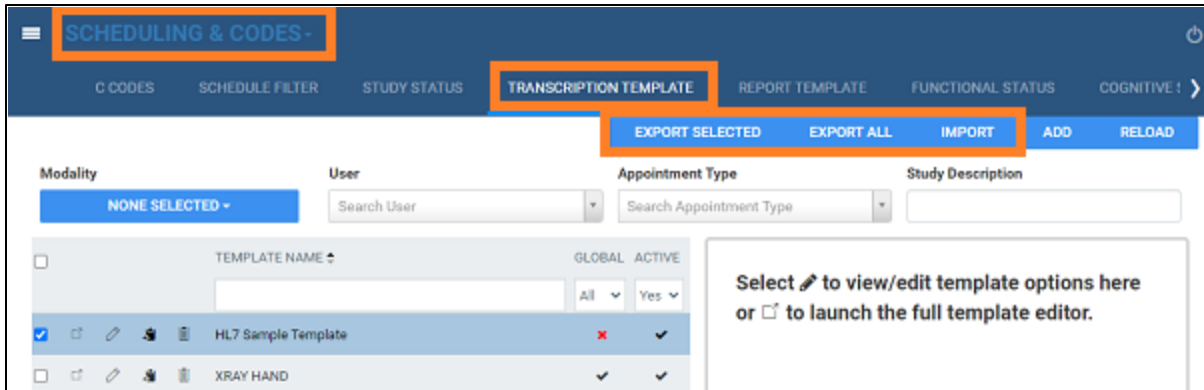 SCHEDULING & CODES
C CODES SCHEDULE FILTER STUDY STATUS TRANSCRIPTION TEMPLATE REPORT TEMPLATE FUNCTIONAL STATUS COGNITIVE
EXPORT SELECTED EXPORT ALL IMPORT ADD RELOAD
Modality User Appointment Type Study Description
NONE SELECTED Search User Search Appointment Type
TEMPLATE NAME GLOBAL ACTIVE
All Yes
Select to view/edit template options here
or to launch the full template editor.
HL7 Sample Template
XRAY HAND